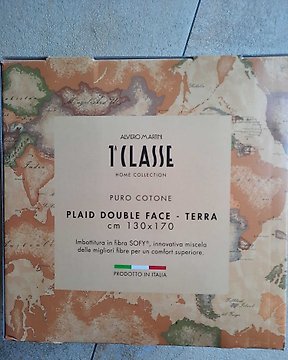 ALVIERO MARTINI
1ª CLASSE
HOME COLLECTION
PURO COTONE
PLAID DOUBLE FACE - TERRA
cm 130x170
Imbottitura in fibra SOFY®, innovativa miscela
delle migliori fibre per un comfort superiore.
PRODOTTO IN ITALIA